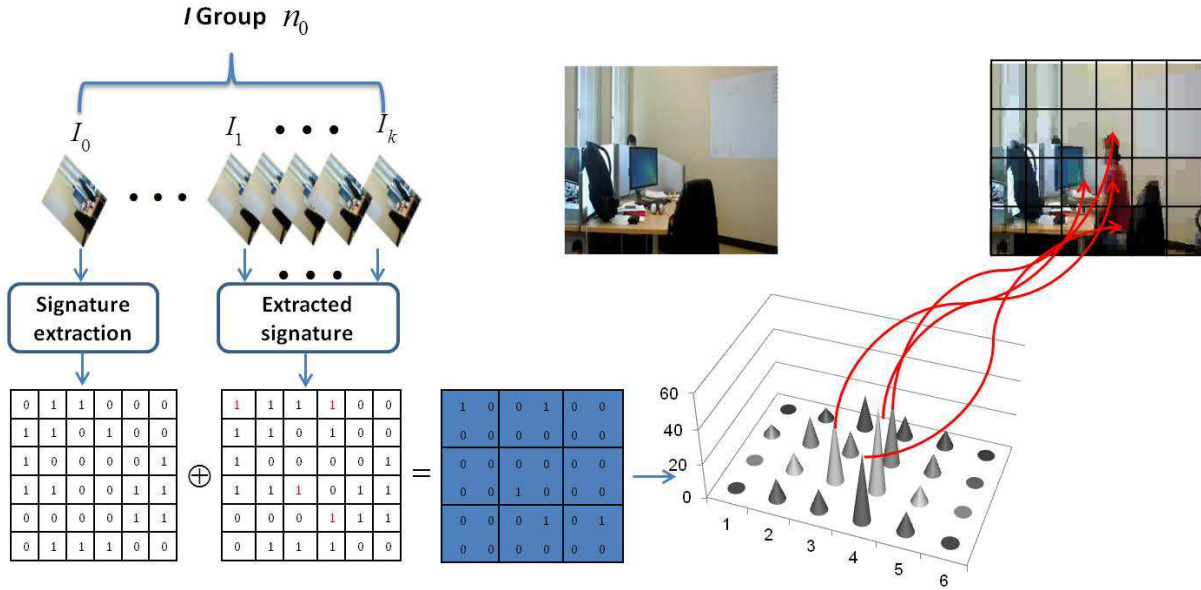 I Group n₀
I₀ I₁ • • • Iₖ
• • •
• • •
Signature
extraction
Extracted
signature
0 1 1 0 0 0
1 1 0 1 0 0
1 0 0 0 0 1
1 1 0 0 1 1
0 0 0 0 1 1
0 1 1 1 0 0
⊕
1 1 1 1 0 0
1 1 0 1 0 0
1 0 0 0 0 1
1 1 1 0 1 1
0 0 0 1 1 1
0 1 1 1 0 0
=
1 0 0 1 0 0
0 0 0 0 0 0
0 0 0 0 0 0
0 0 1 0 0 0
0 0 0 1 0 1
0 0 0 0 0 0
60
40
20
0
1 2 3 4 5 6